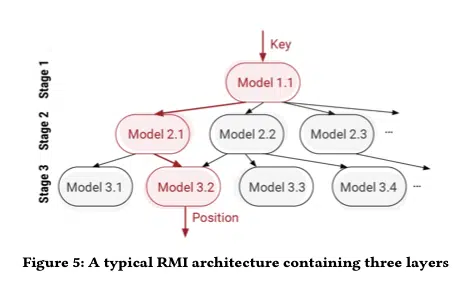 Key
Stage 1
Model 1.1
Stage 2
Model 2.1 Model 2.2 Model 2.3 ...
Stage 3
Model 3.1 Model 3.2 Model 3.3 Model 3.4 ...
Position
Figure 5: A typical RMI architecture containing three layers